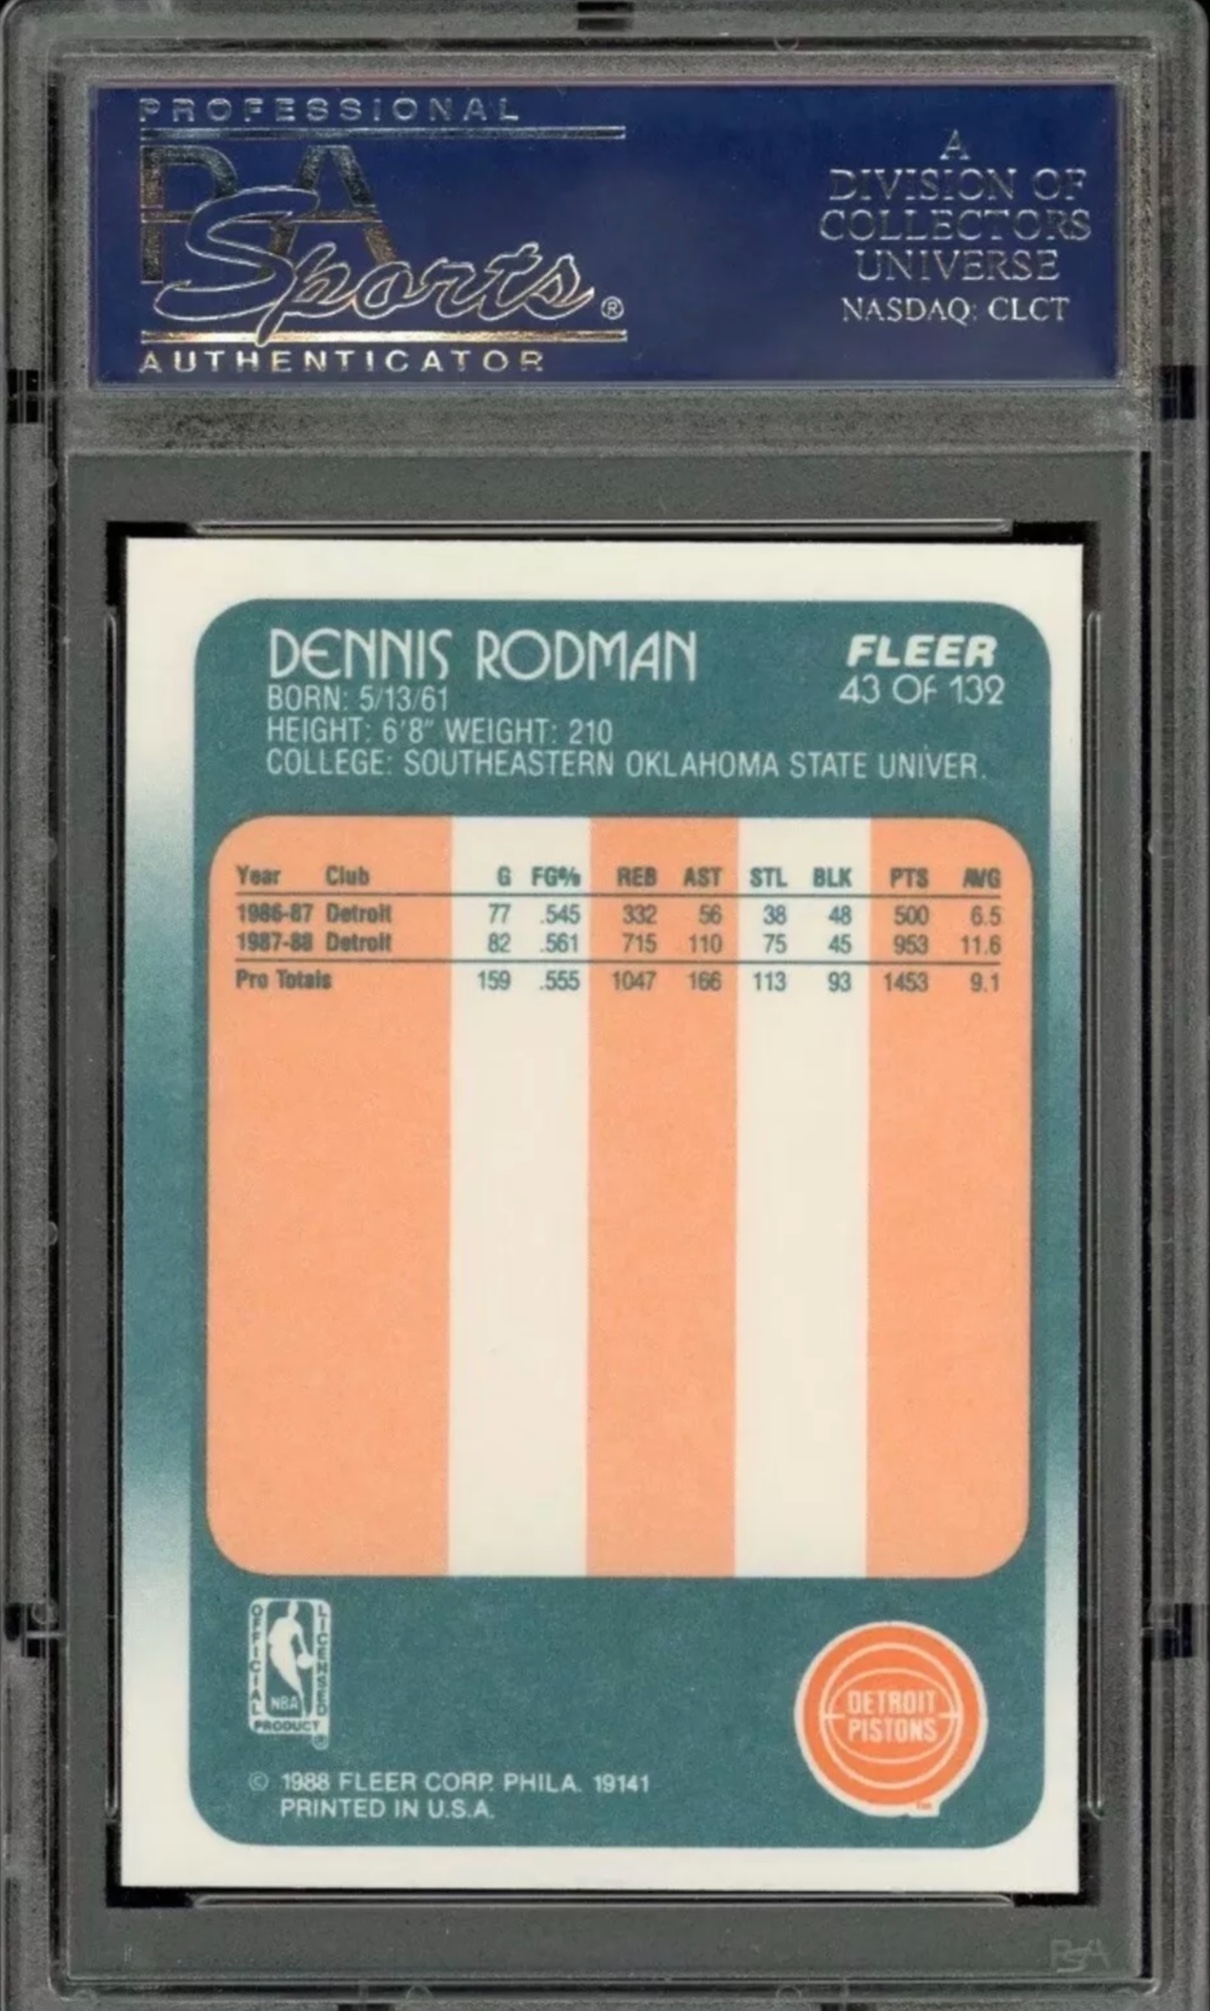 PROFESSIONAL
PSA
Sports®
AUTHENTICATOR
A
DIVISION OF
COLLECTORS
UNIVERSE
NASDAQ: CLCT
DENNIS RODMAN
BORN: 5/13/61
HEIGHT: 6'8" WEIGHT: 210
COLLEGE: SOUTHEASTERN OKLAHOMA STATE UNIVER.
FLEER
43 OF 132
Year Club G FG% REB AST STL BLK PTS AVG
1986-87 Detroit 77 .545 332 56 38 48 500 6.5
1987-88 Detroit 82 .561 715 110 75 45 953 11.6
Pro Totals 159 .555 1047 166 113 93 1453 9.1
OFFICIAL
LICENSED
NBA
PRODUCT
®
DETROIT
PISTONS
TM
© 1988 FLEER CORP. PHILA. 19141
PRINTED IN U.S.A.
PSA